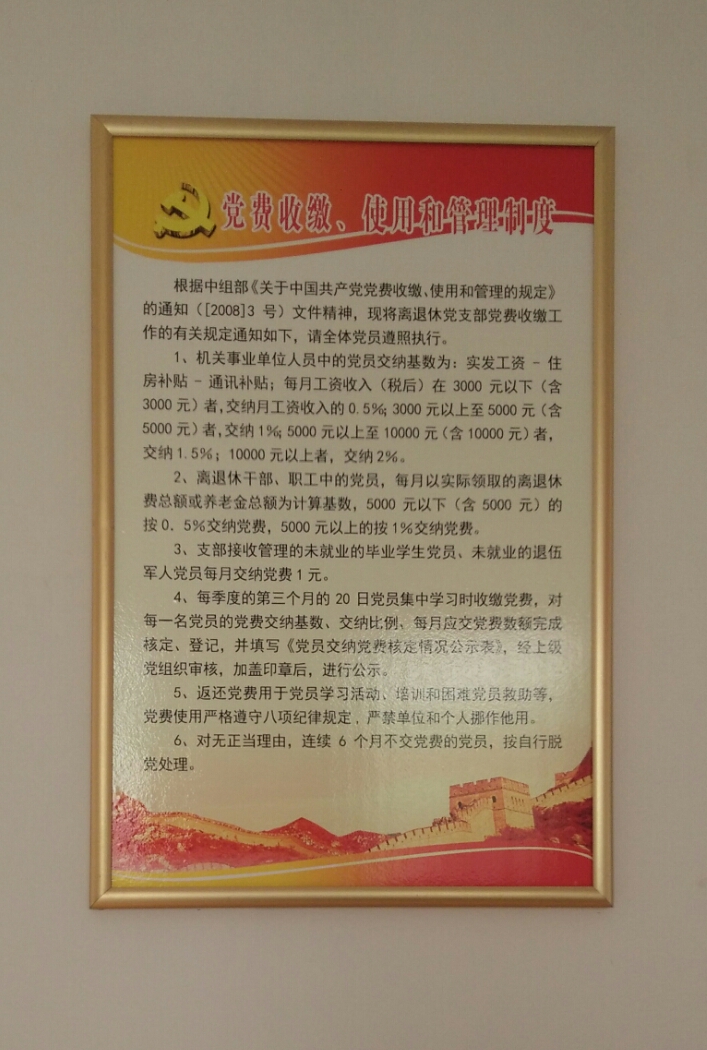 党费收缴、使用和管理制度
根据中组部《关于中国共产党党费收缴、使用和管理的规定》
的通知（[2008]3 号）文件精神，现将离退休党支部党费收缴工
作的有关规定通知如下，请全体党员遵照执行。
1、机关事业单位人员中的党员交纳基数为：实发工资 - 住
房补贴 - 通讯补贴；每月工资收入（税后）在 3000 元以下（含
3000 元）者，交纳月工资收入的 0.5%；3000 元以上至 5000 元（含
5000 元）者，交纳 1%；5000 元以上至 10000 元（含 10000 元）者，
交纳 1.5%；10000 元以上者，交纳 2%。
2、离退休干部、职工中的党员，每月以实际领取的离退休
费总额或养老金总额为计算基数，5000 元以下（含 5000 元）的
按 0．5%交纳党费，5000 元以上的按 1%交纳党费。
3、支部接收管理的未就业的毕业学生党员、未就业的退伍
军人党员每月交纳党费 1 元。
4、每季度的第三个月的 20 日党员集中学习时收缴党费，对
每一名党员的党费交纳基数、交纳比例、每月应交党费数额完成
核定、登记，并填写《党员交纳党费核定情况公示表》，经上级
党组织审核，加盖印章后，进行公示。
5、返还党费用于党员学习活动、培训和困难党员救助等，
党费使用严格遵守八项纪律规定，严禁单位和个人挪作他用。
6、对无正当理由，连续 6 个月不交党费的党员，按自行脱
党处理。